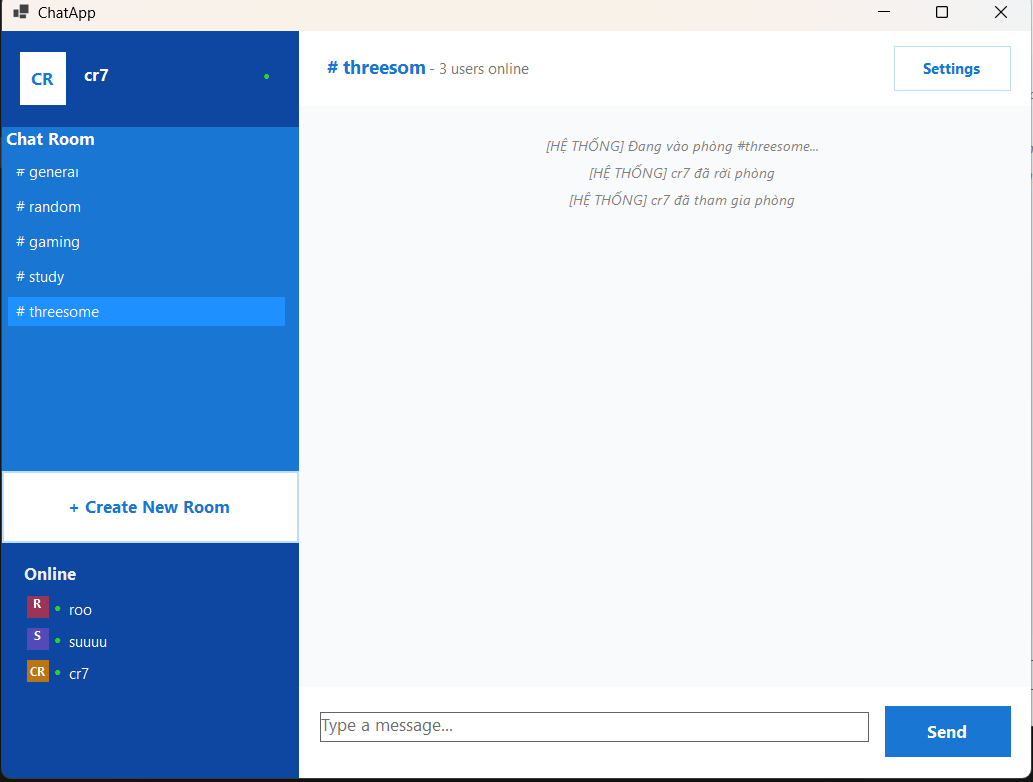 ChatApp
CR
cr7
# threesom - 3 users online
Settings
Chat Room
# general
# random
# gaming
# study
# threesome
[HỆ THỐNG] Đang vào phòng #threesome...
[HỆ THỐNG] cr7 đã rời phòng
[HỆ THỐNG] cr7 đã tham gia phòng
+ Create New Room
Online
R roo
S suuuu
CR cr7
Type a message...
Send